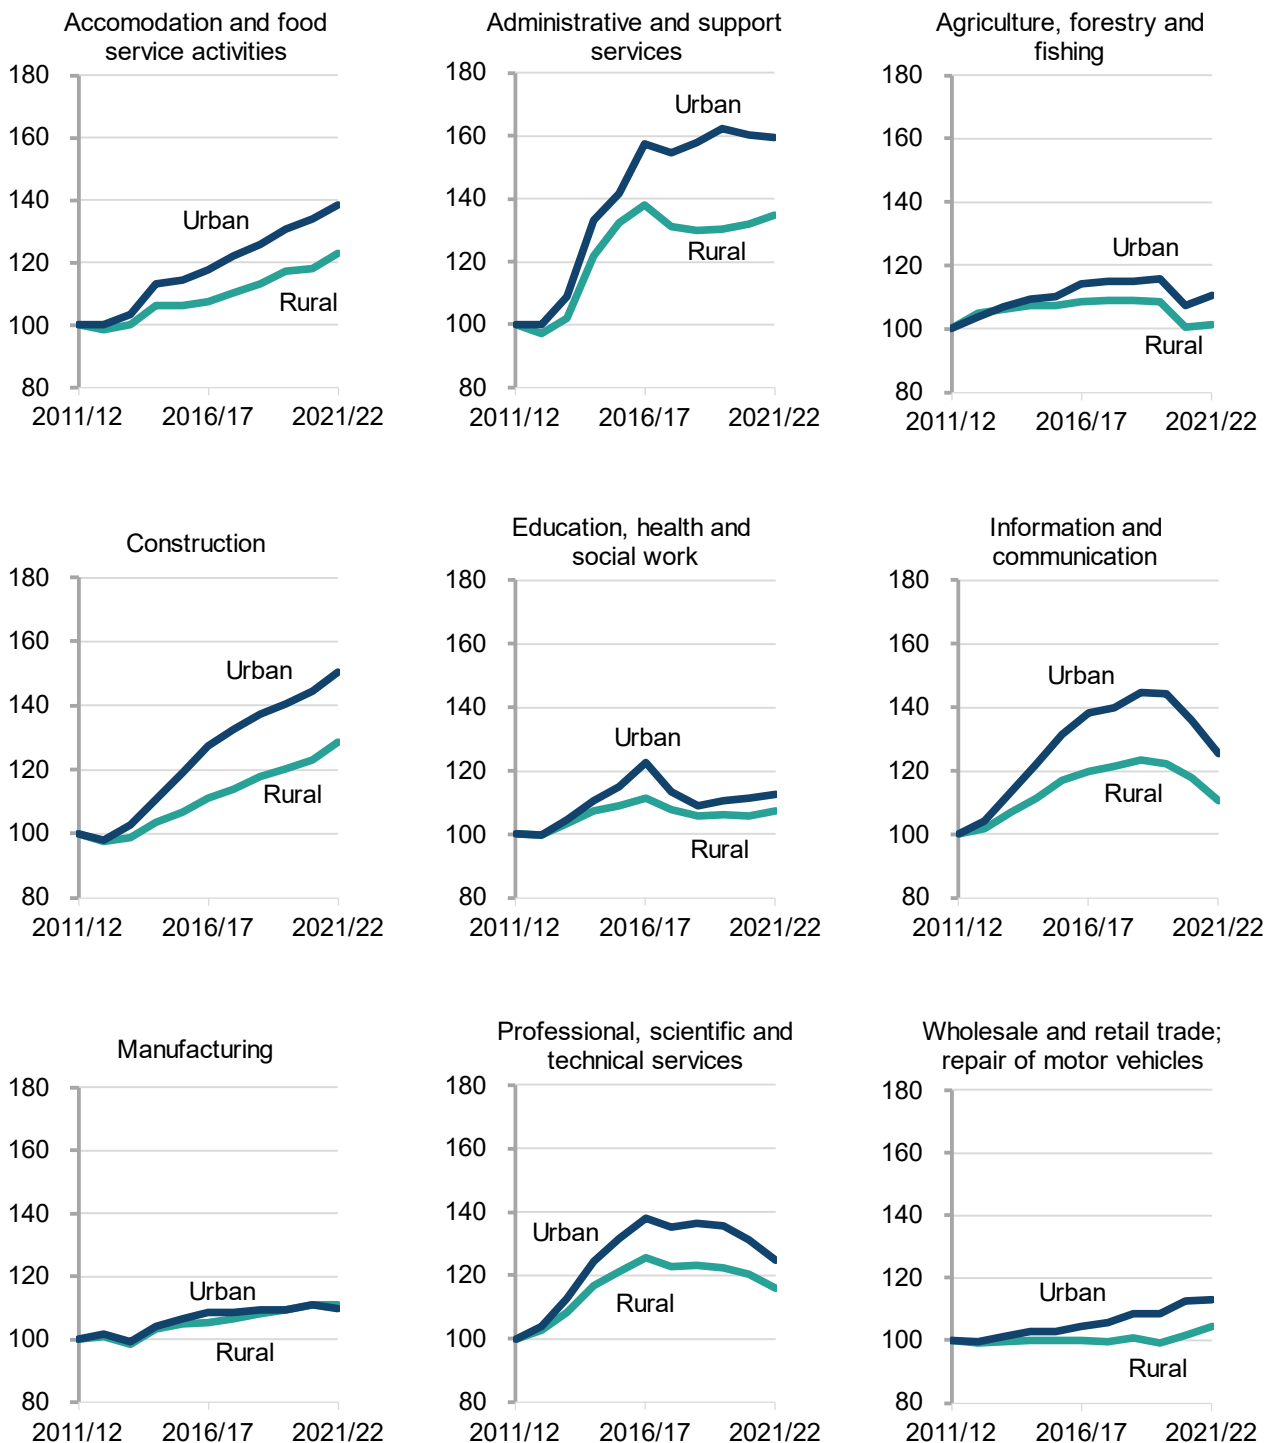 Accomodation and food
service activities
180
160
140
120
100
80
Urban
Rural
2011/12 2016/17 2021/22
Administrative and support
services
180
160
140
120
100
80
Urban
Rural
2011/12 2016/17 2021/22
Agriculture, forestry and
fishing
180
160
140
120
100
80
Urban
Rural
2011/12 2016/17 2021/22
Construction
180
160
140
120
100
80
Urban
Rural
2011/12 2016/17 2021/22
Education, health and
social work
180
160
140
120
100
80
Urban
Rural
2011/12 2016/17 2021/22
Information and
communication
180
160
140
120
100
80
Urban
Rural
2011/12 2016/17 2021/22
Manufacturing
180
160
140
120
100
80
Urban
Rural
2011/12 2016/17 2021/22
Professional, scientific and
technical services
180
160
140
120
100
80
Urban
Rural
2011/12 2016/17 2021/22
Wholesale and retail trade;
repair of motor vehicles
180
160
140
120
100
80
Urban
Rural
2011/12 2016/17 2021/22